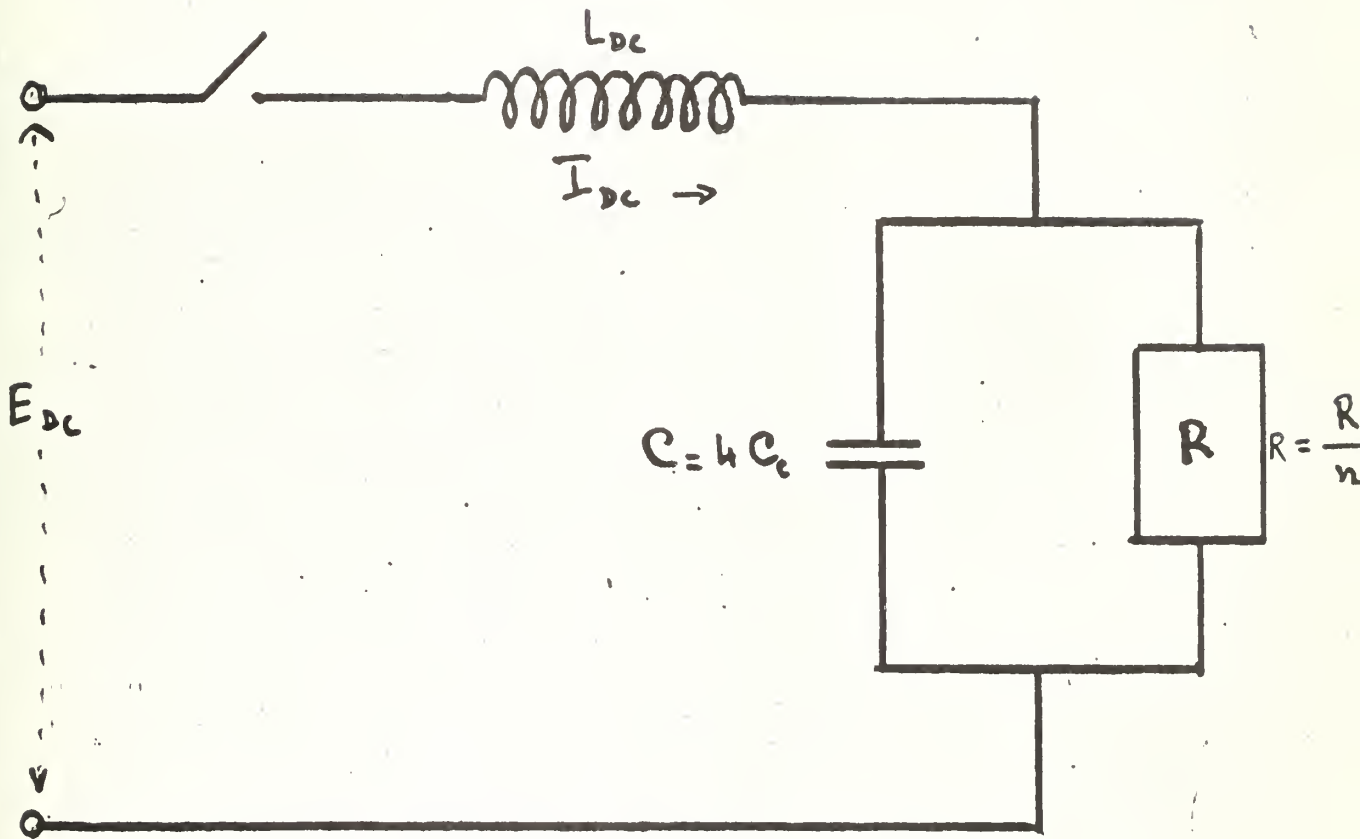 L_DC
I_DC →
E_DC
C = 4 C_c
R
R = R/n